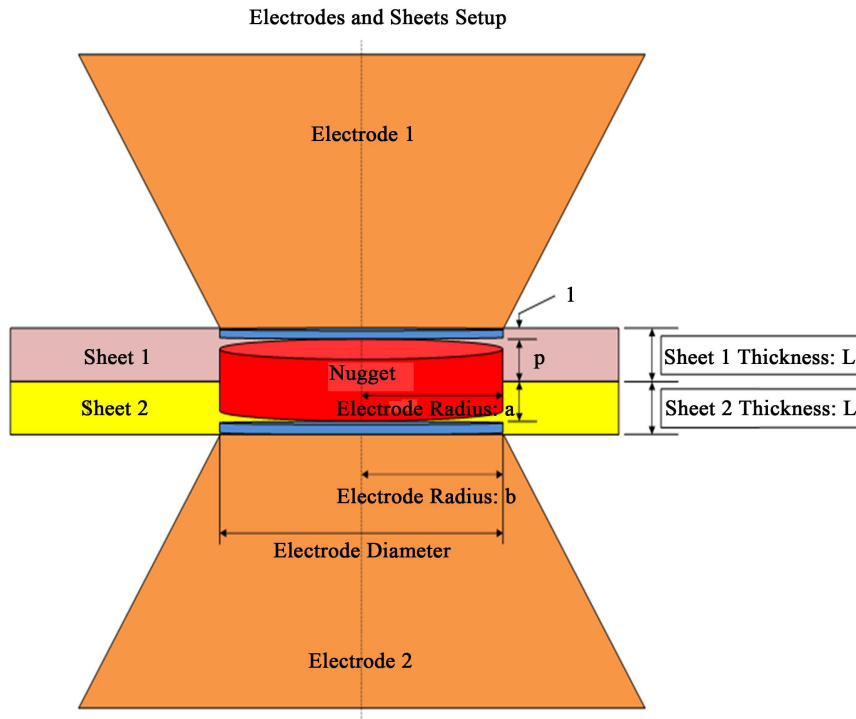 Electrodes and Sheets Setup
Electrode 1
1
Sheet 1
p
Sheet 1 Thickness: L
Nugget
Sheet 2
Electrode Radius: a
Sheet 2 Thickness: L
Electrode Radius: b
Electrode Diameter
Electrode 2